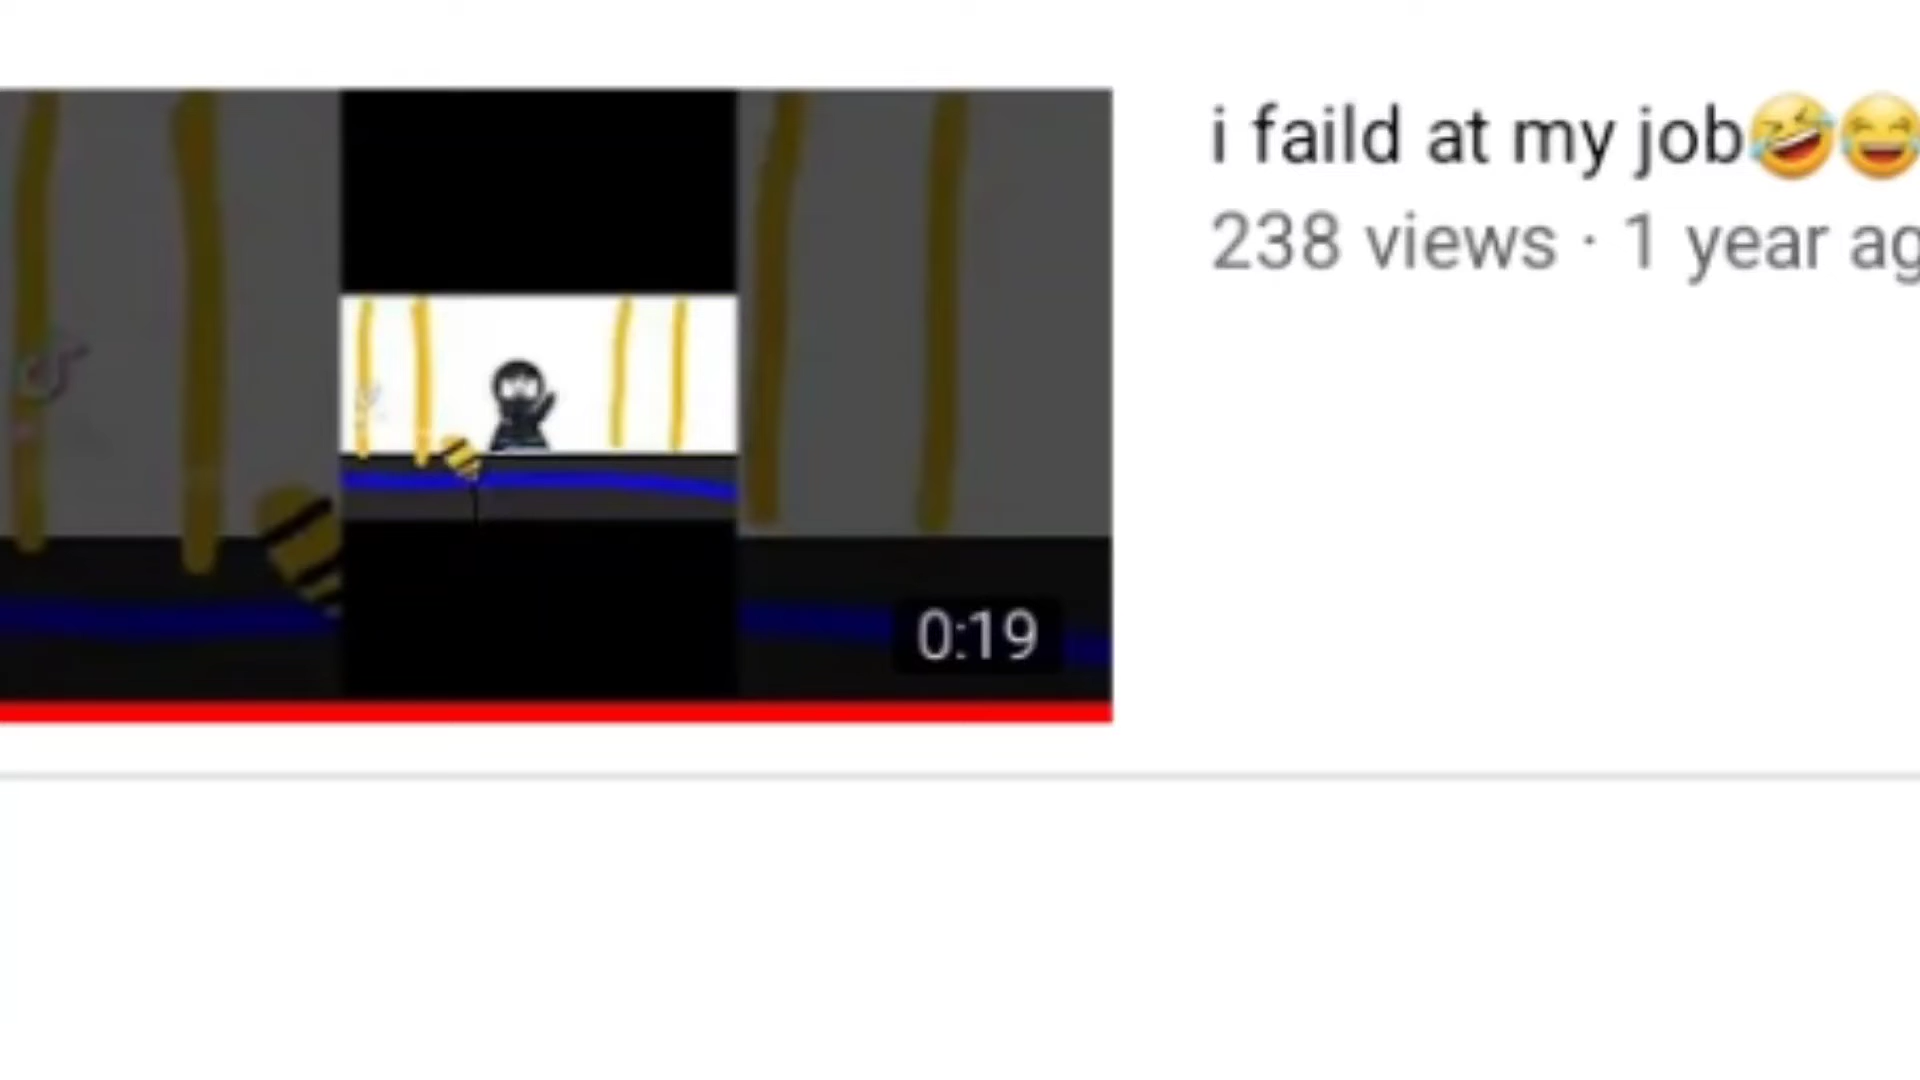 i faild at my job🤣😂
238 views · 1 year ag
0:19